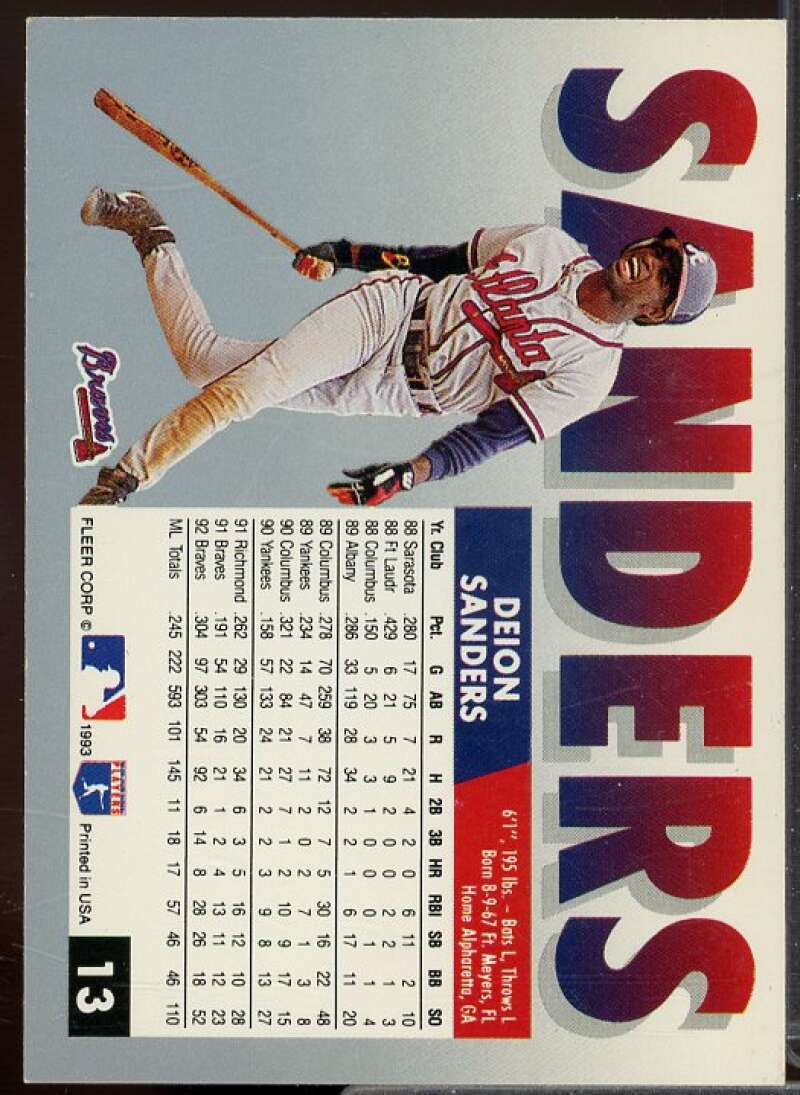 SANDERS
A
Atlanta
Braves
DEION
SANDERS
6'1", 195 lbs. – Bats L, Throws L
Born 8-9-67 Ft. Meyers, FL
Home Alpharetta, GA
Yr. Club Pct. G AB R H 2B 3B HR RBI SB BB SO
88 Sarasota .280 17 75 7 21 4 2 0 6 11 2 10
88 Ft Laudr .429 6 21 5 9 2 0 0 2 2 1 3
88 Columbus .150 5 20 3 3 1 0 0 0 1 1 4
89 Albany .286 33 119 28 34 2 2 1 6 17 11 20
89 Columbus .278 70 259 38 72 12 7 5 30 16 22 48
89 Yankees .234 14 47 7 11 2 0 2 7 1 3 8
90 Columbus .321 22 84 21 27 7 1 2 10 9 17 15
90 Yankees .158 57 133 24 21 2 2 3 9 8 13 27
91 Richmond .262 29 130 20 34 6 3 5 16 12 10 28
91 Braves .191 54 110 16 21 1 2 4 13 11 12 23
92 Braves .304 97 303 54 92 6 14 8 28 26 18 52
ML Totals .245 222 593 101 145 11 18 17 57 46 46 110
FLEER CORP © 1993 PLAYERS Printed in USA 13